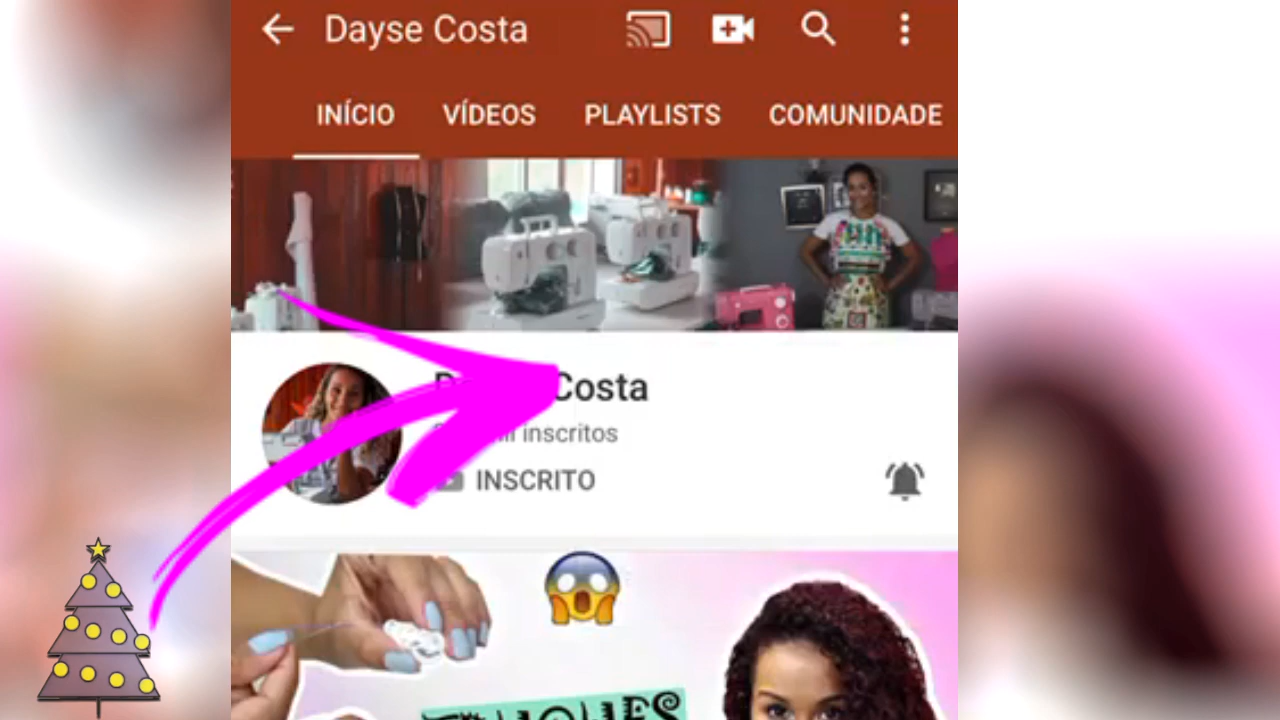 Dayse Costa
INÍCIO VÍDEOS PLAYLISTS COMUNIDADE
Costa
inscritos
INSCRITO